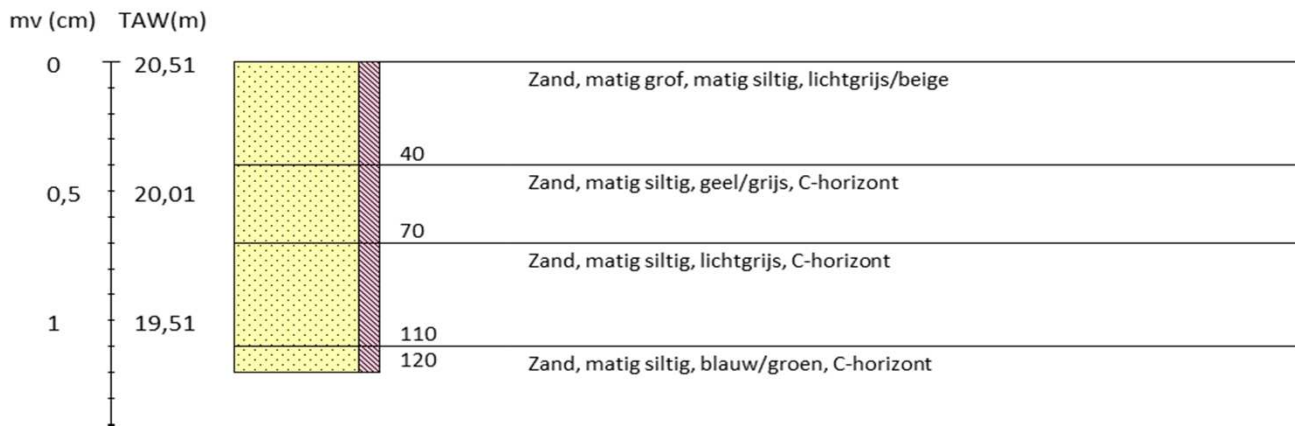 mv (cm) TAW(m)
0 20,51
Zand, matig grof, matig siltig, lichtgrijs/beige
40
0,5 20,01
Zand, matig siltig, geel/grijs, C-horizont
70
Zand, matig siltig, lichtgrijs, C-horizont
1 19,51
110
120
Zand, matig siltig, blauw/groen, C-horizont